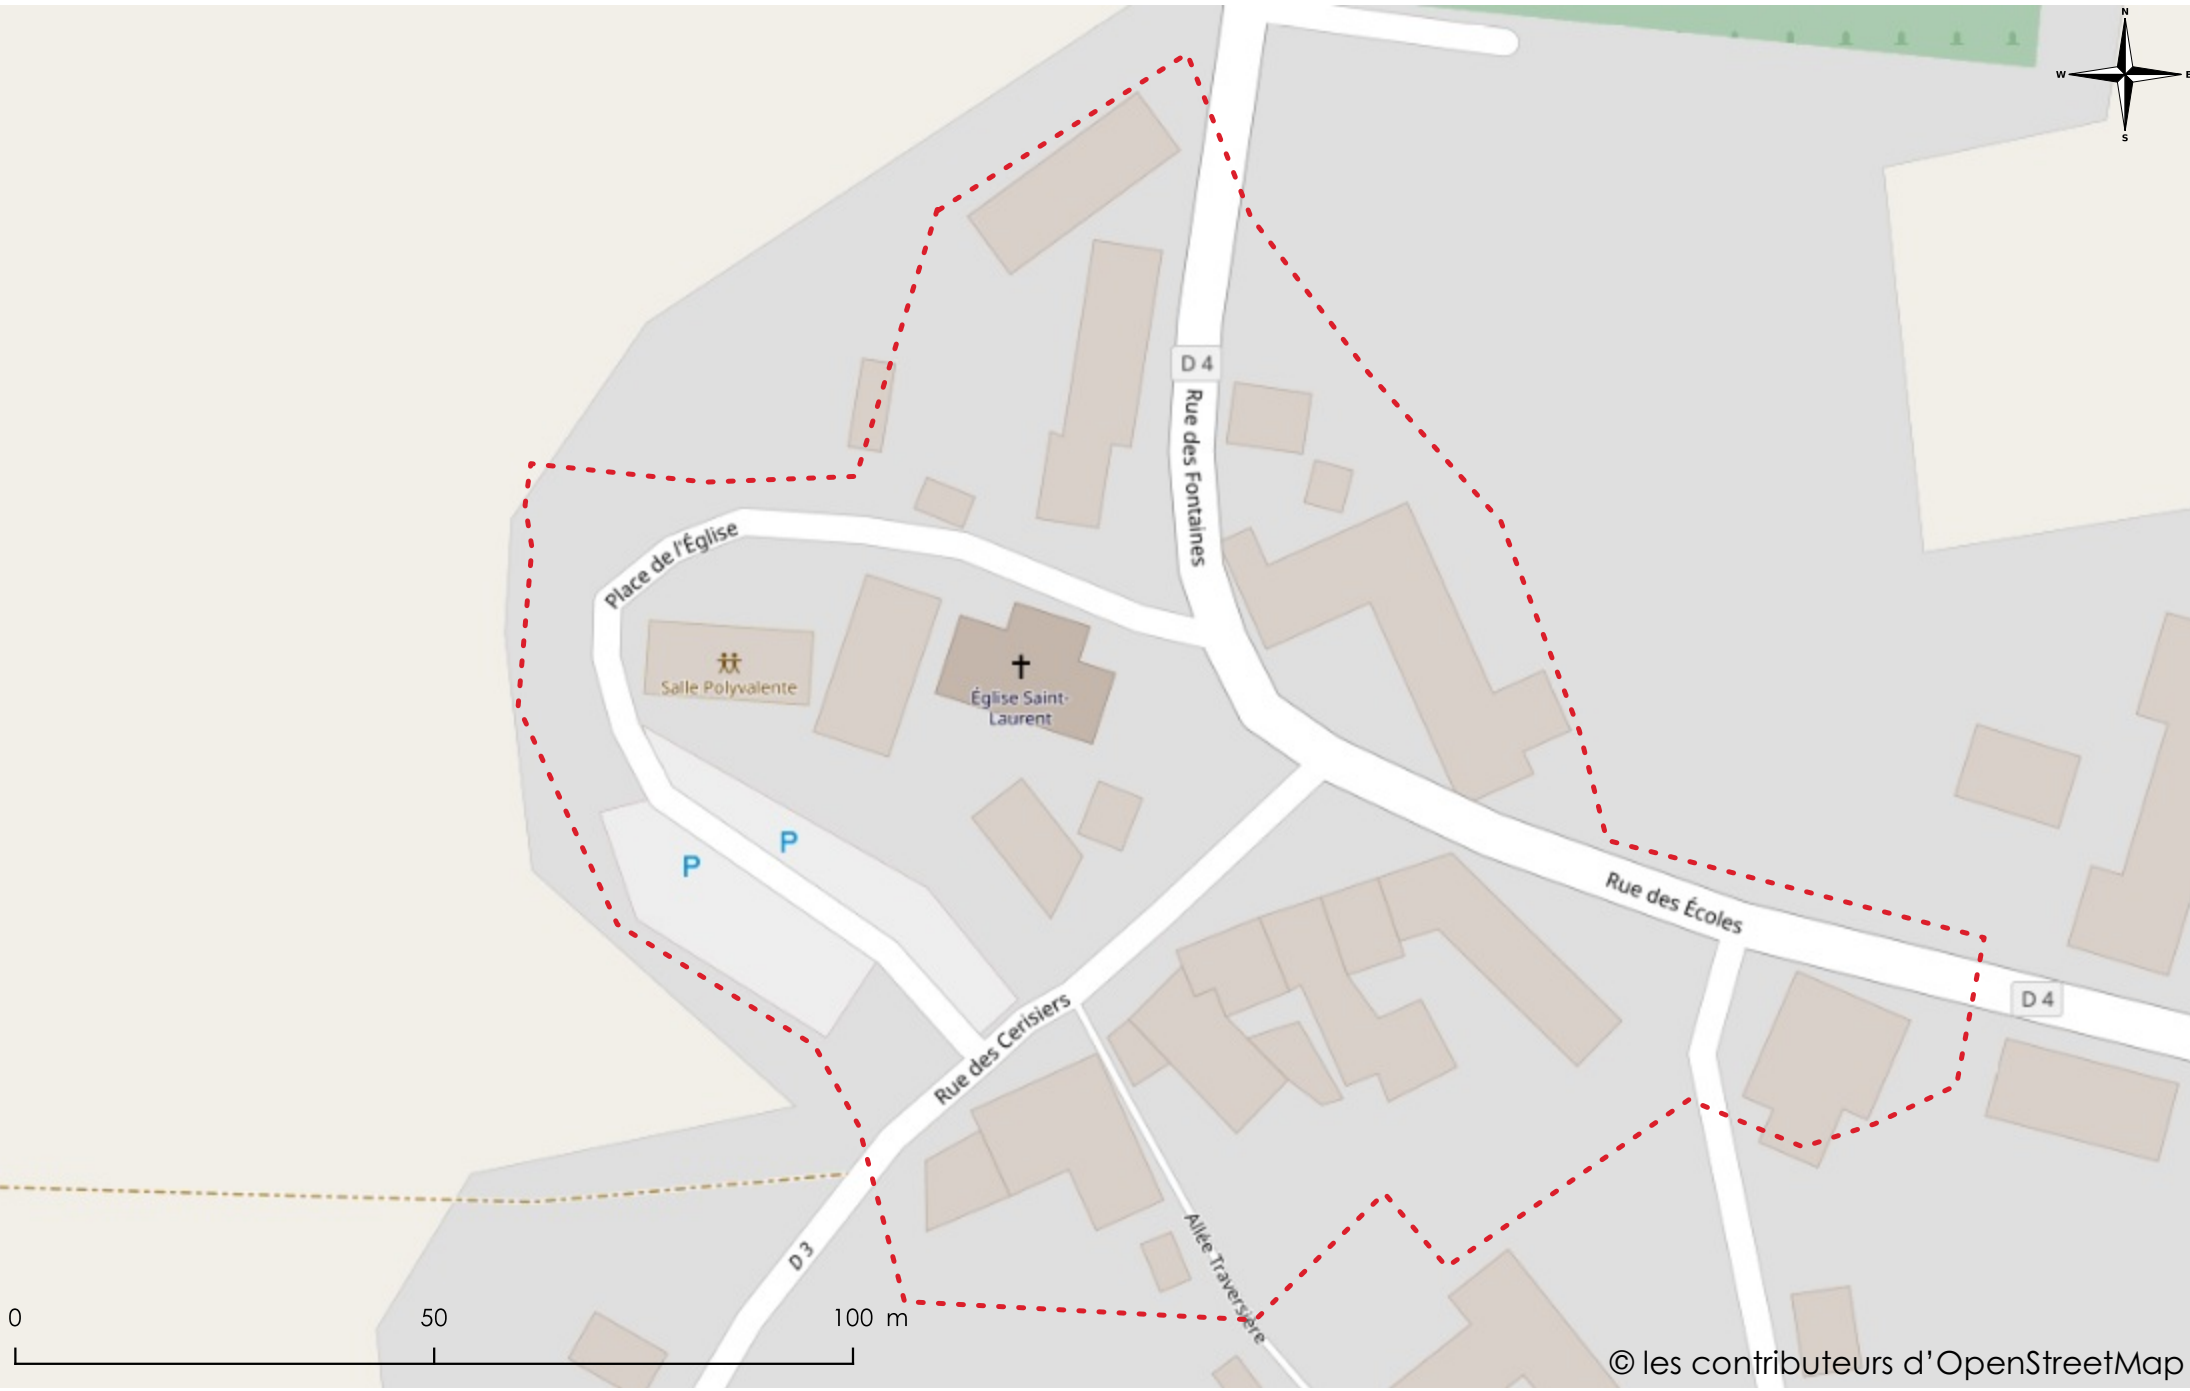 N
W
E
S
D 4
Rue des Fontaines
Place de l'Église
Salle Polyvalente
Église Saint-
Laurent
P
P
Rue des Écoles
D 4
Rue des Cerisiers
Allée Traversière
D 3
0 50 100 m
© les contributeurs d’OpenStreetMap